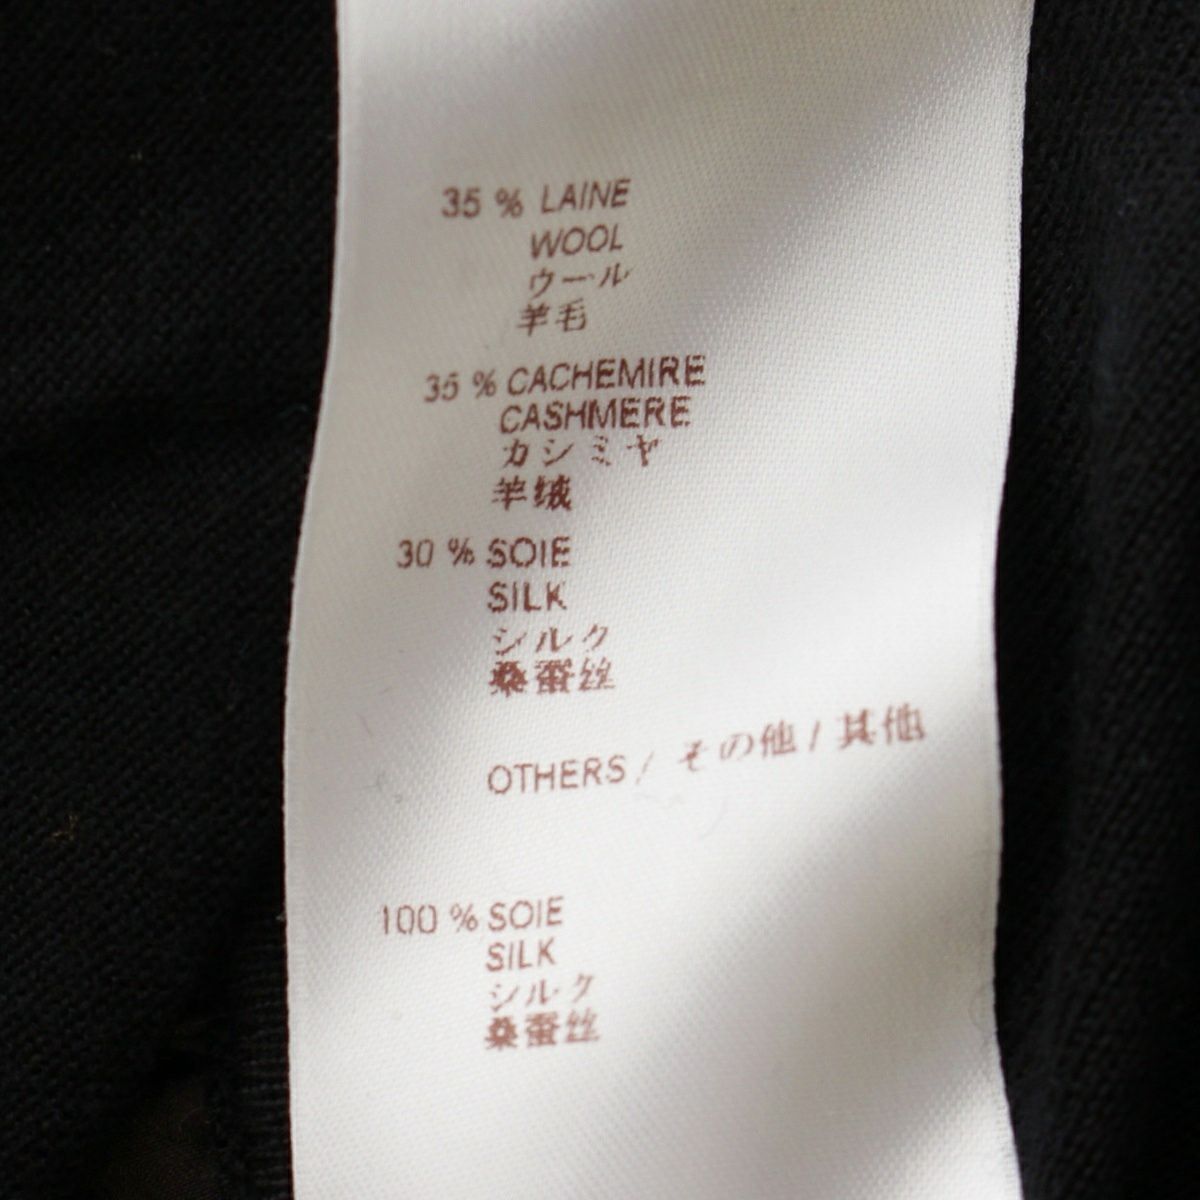 35 % LAINE
WOOL
ウール
羊毛
35 % CACHEMIRE
CASHMERE
カシミヤ
羊绒
30 % SOIE
SILK
シルク
桑蚕丝
OTHERS / その他 / 其他
100 % SOIE
SILK
シルク
桑蚕丝